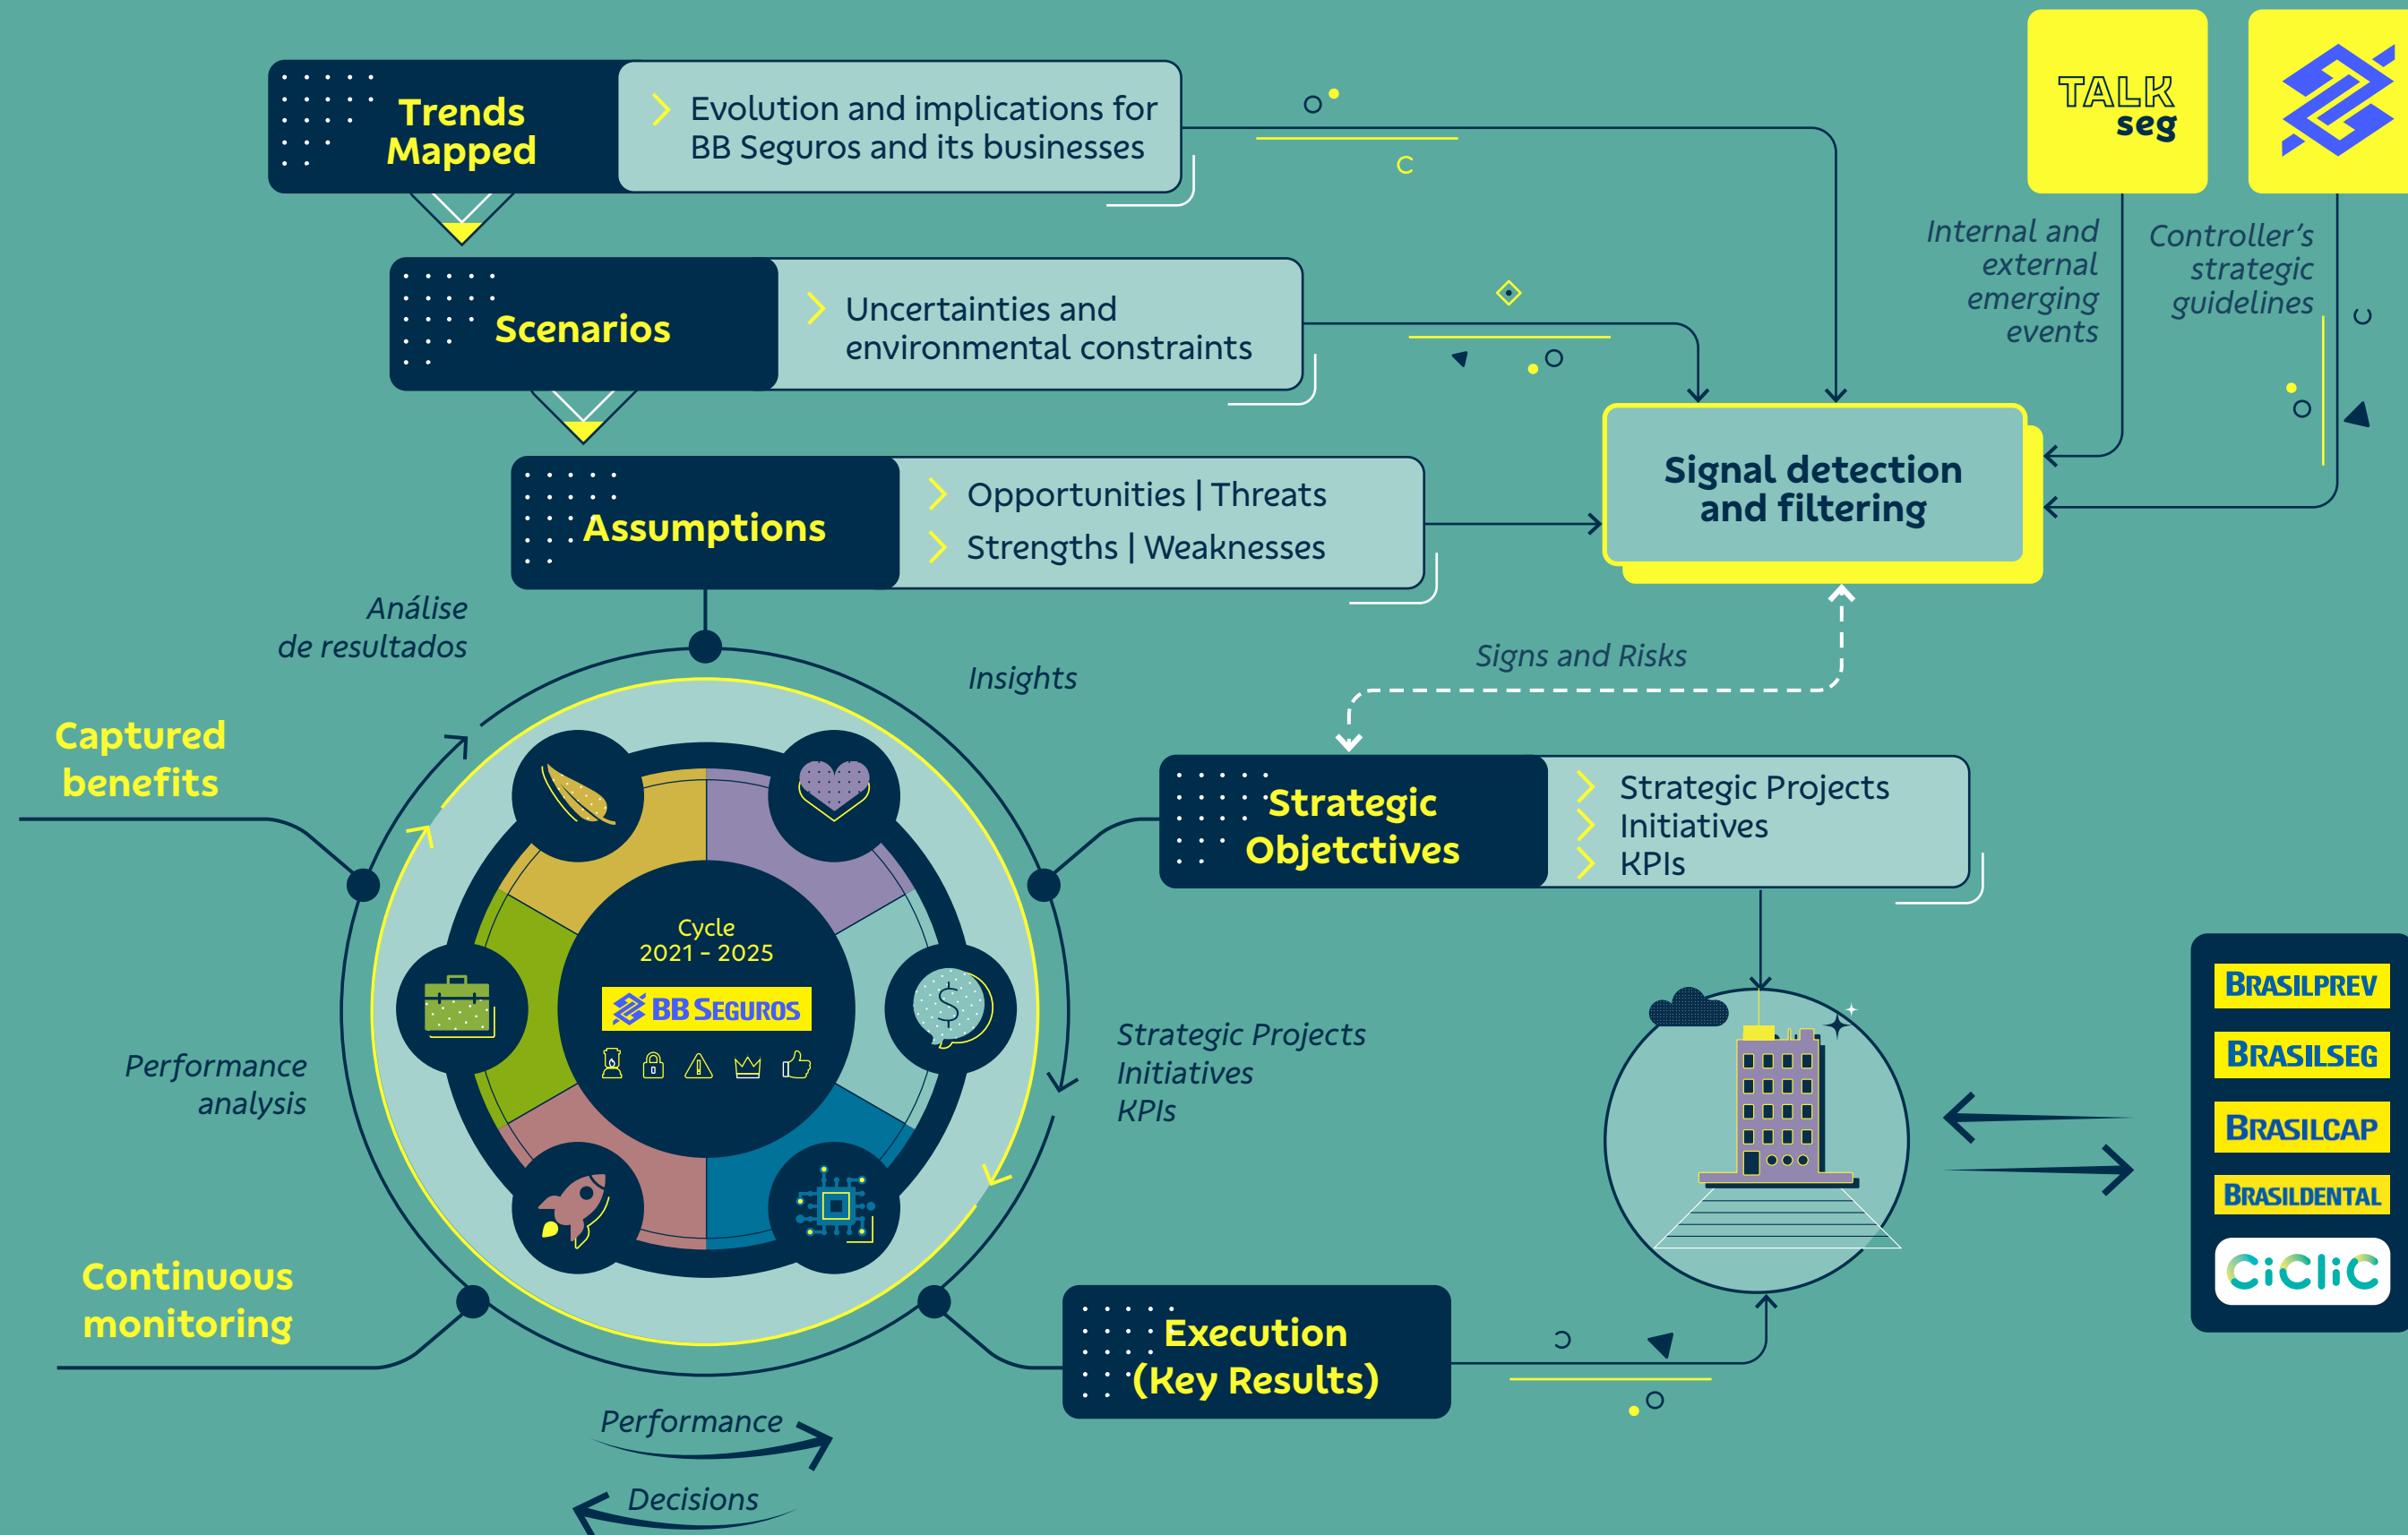 Trends
Mapped
Evolution and implications for
BB Seguros and its businesses
TALK
seg
Internal and
external
emerging
events
Controller's
strategic
guidelines
Scenarios
Uncertainties and
environmental constraints
Assumptions
Opportunities | Threats
Strengths | Weaknesses
Signal detection
and filtering
Análise
de resultados
Insights
Signs and Risks
Captured
benefits
Strategic
Objetctives
Strategic Projects
Initiatives
KPIs
Cycle
2021 - 2025
BB SEGUROS
Performance
analysis
Strategic Projects
Initiatives
KPIs
BRASILPREV
BRASILSEG
BRASILCAP
BRASILDENTAL
CiCliC
Continuous
monitoring
Execution
(Key Results)
Performance
Decisions